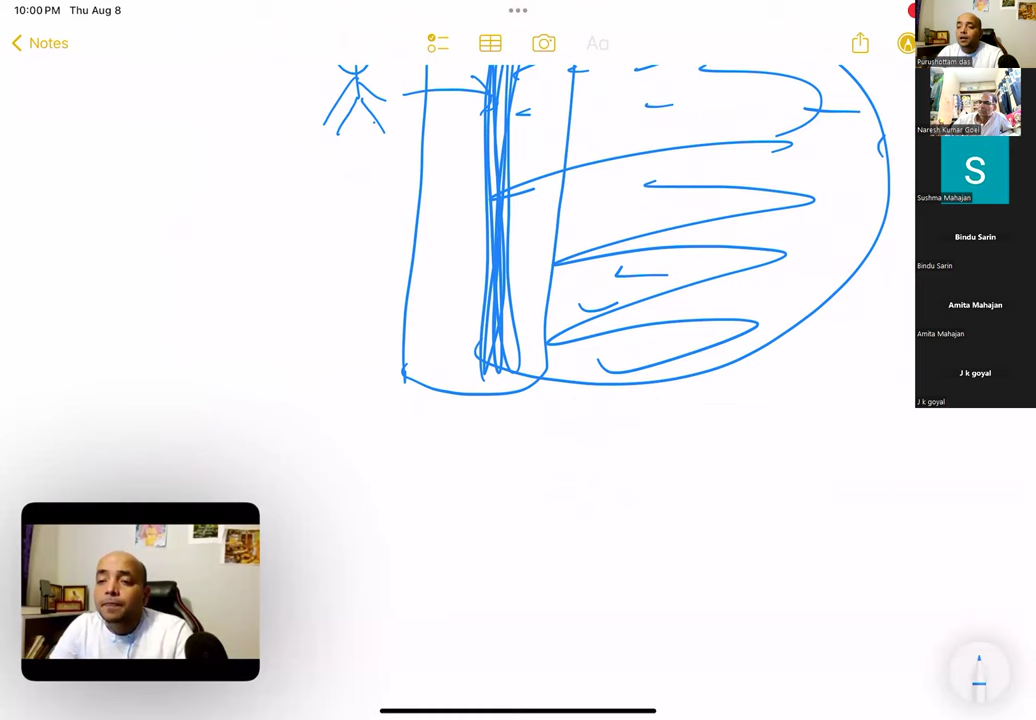 10:00 PM Thu Aug 8
Notes
Aa
Purushottam das
Naresh Kumar Goel
S
Sushma Mahajan
Bindu Sarin
Bindu Sarin
Amita Mahajan
Amita Mahajan
J k goyal
J k goyal